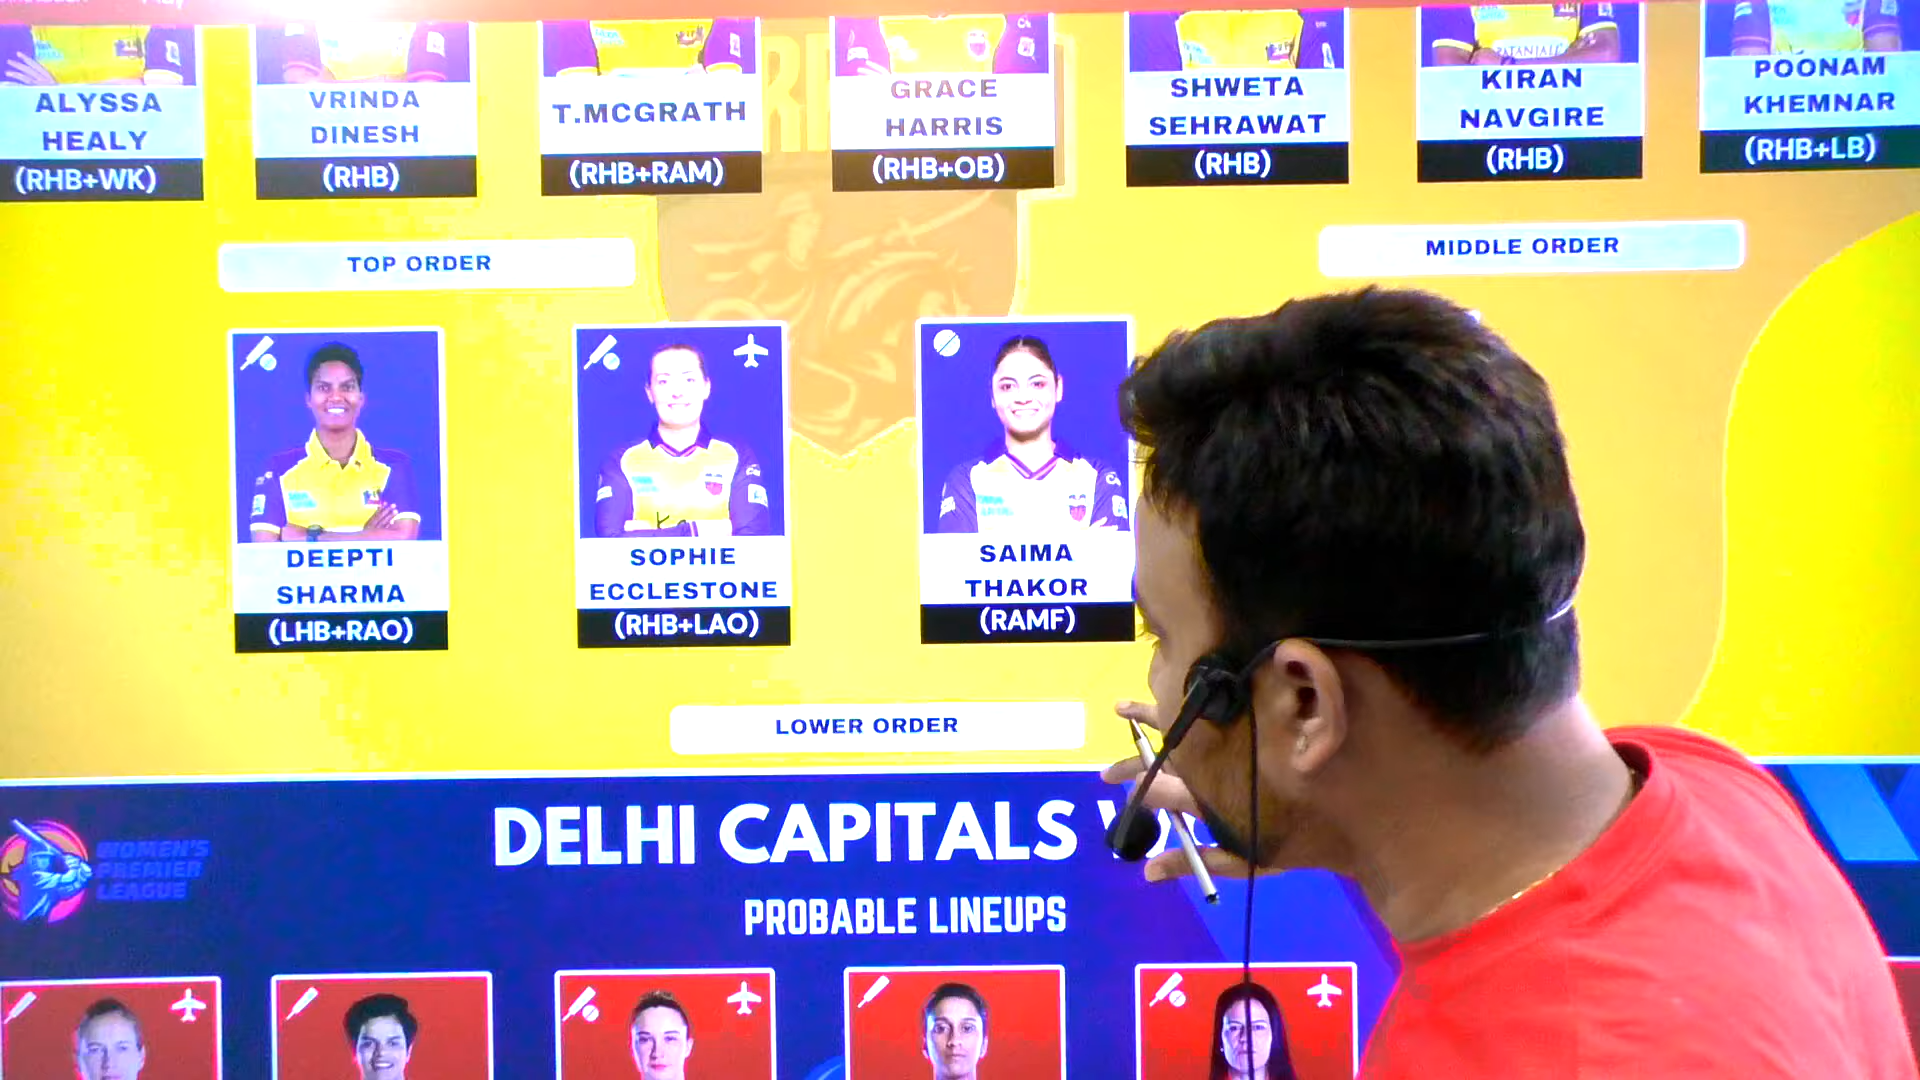 ALYSSA
HEALY
(RHB+WK)
VRINDA
DINESH
(RHB)
T.MCGRATH
(RHB+RAM)
GRACE
HARRIS
(RHB+OB)
SHWETA
SEHRAWAT
(RHB)
PATANJALI
KIRAN
NAVGIRE
(RHB)
POONAM
KHEMNAR
(RHB+LB)
TOP ORDER
MIDDLE ORDER
DEEPTI
SHARMA
(LHB+RAO)
SOPHIE
ECCLESTONE
(RHB+LAO)
SAIMA
THAKOR
(RAMF)
LOWER ORDER
WOMEN'S
PREMIER
LEAGUE
DELHI CAPITALS
PROBABLE LINEUPS